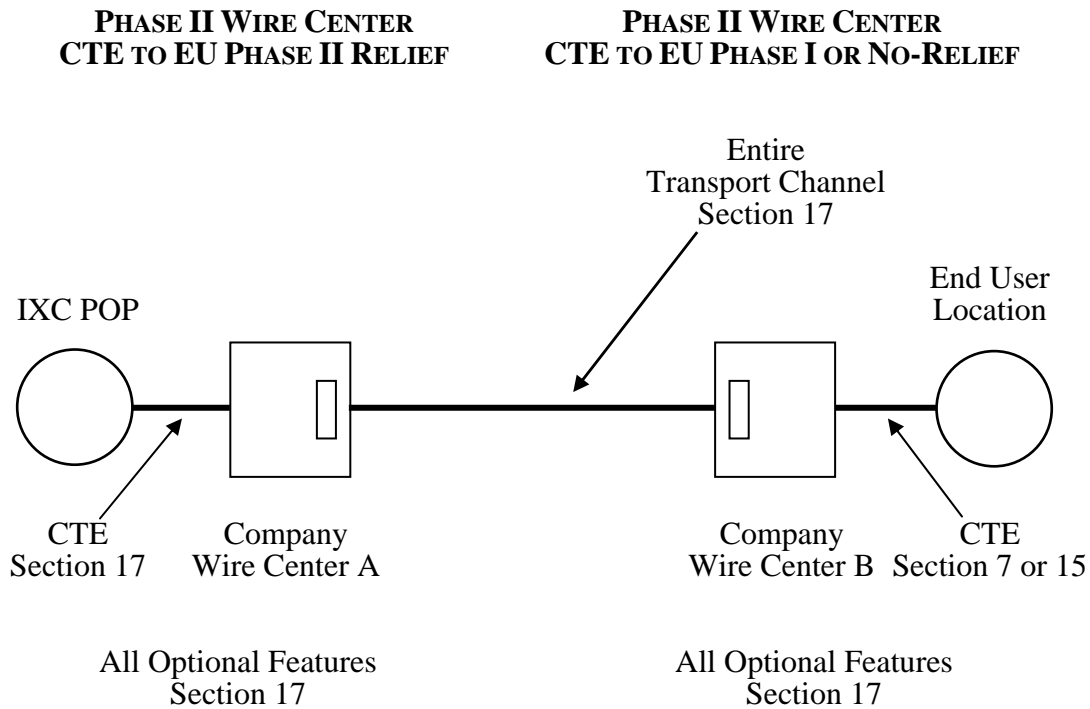 PHASE II WIRE CENTER
CTE TO EU PHASE II RELIEF
PHASE II WIRE CENTER
CTE TO EU PHASE I OR NO-RELIEF
Entire
Transport Channel
Section 17
IXC POP
End User
Location
CTE
Section 17
Company
Wire Center A
Company
Wire Center B
CTE
Section 7 or 15
All Optional Features
Section 17
All Optional Features
Section 17